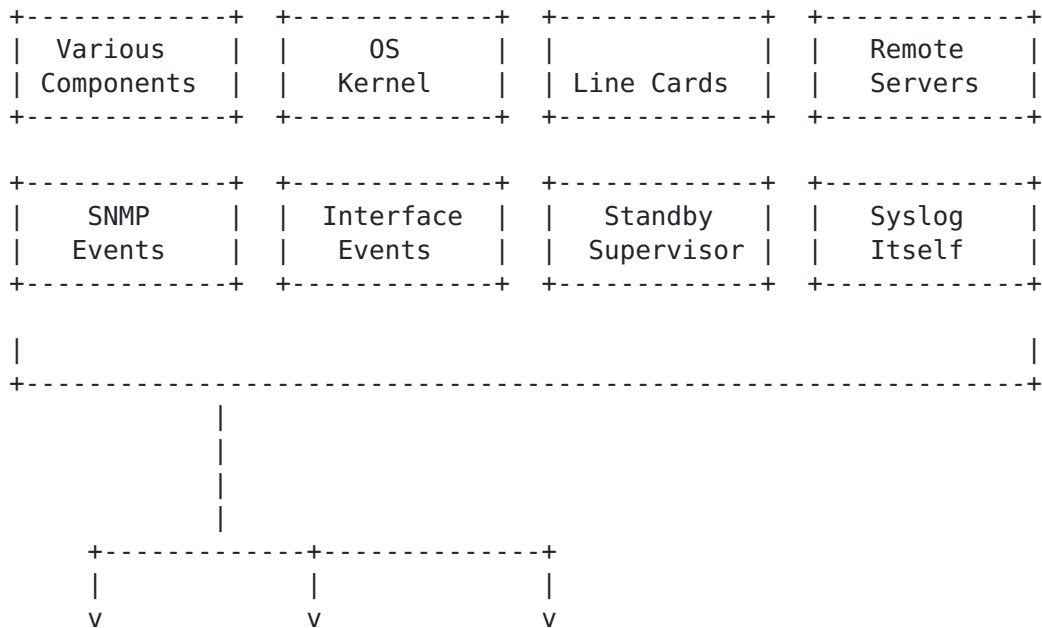 +-------------+  +-------------+  +-------------+  +-------------+
|   Various   |  |     OS      |  |             |  |   Remote    |
| Components  |  |   Kernel    |  | Line Cards  |  |   Servers   |
+-------------+  +-------------+  +-------------+  +-------------+
+-------------+  +-------------+  +-------------+  +-------------+
|    SNMP     |  |  Interface  |  |   Standby   |  |   Syslog    |
|   Events    |  |   Events    |  |  Supervisor |  |   Itself    |
+-------------+  +-------------+  +-------------+  +-------------+
|                                                                |
+----------------------------------------------------------------+
             |
             |
             |
             |
     +-------------+--------------+
     |             |              |
     v             v              v